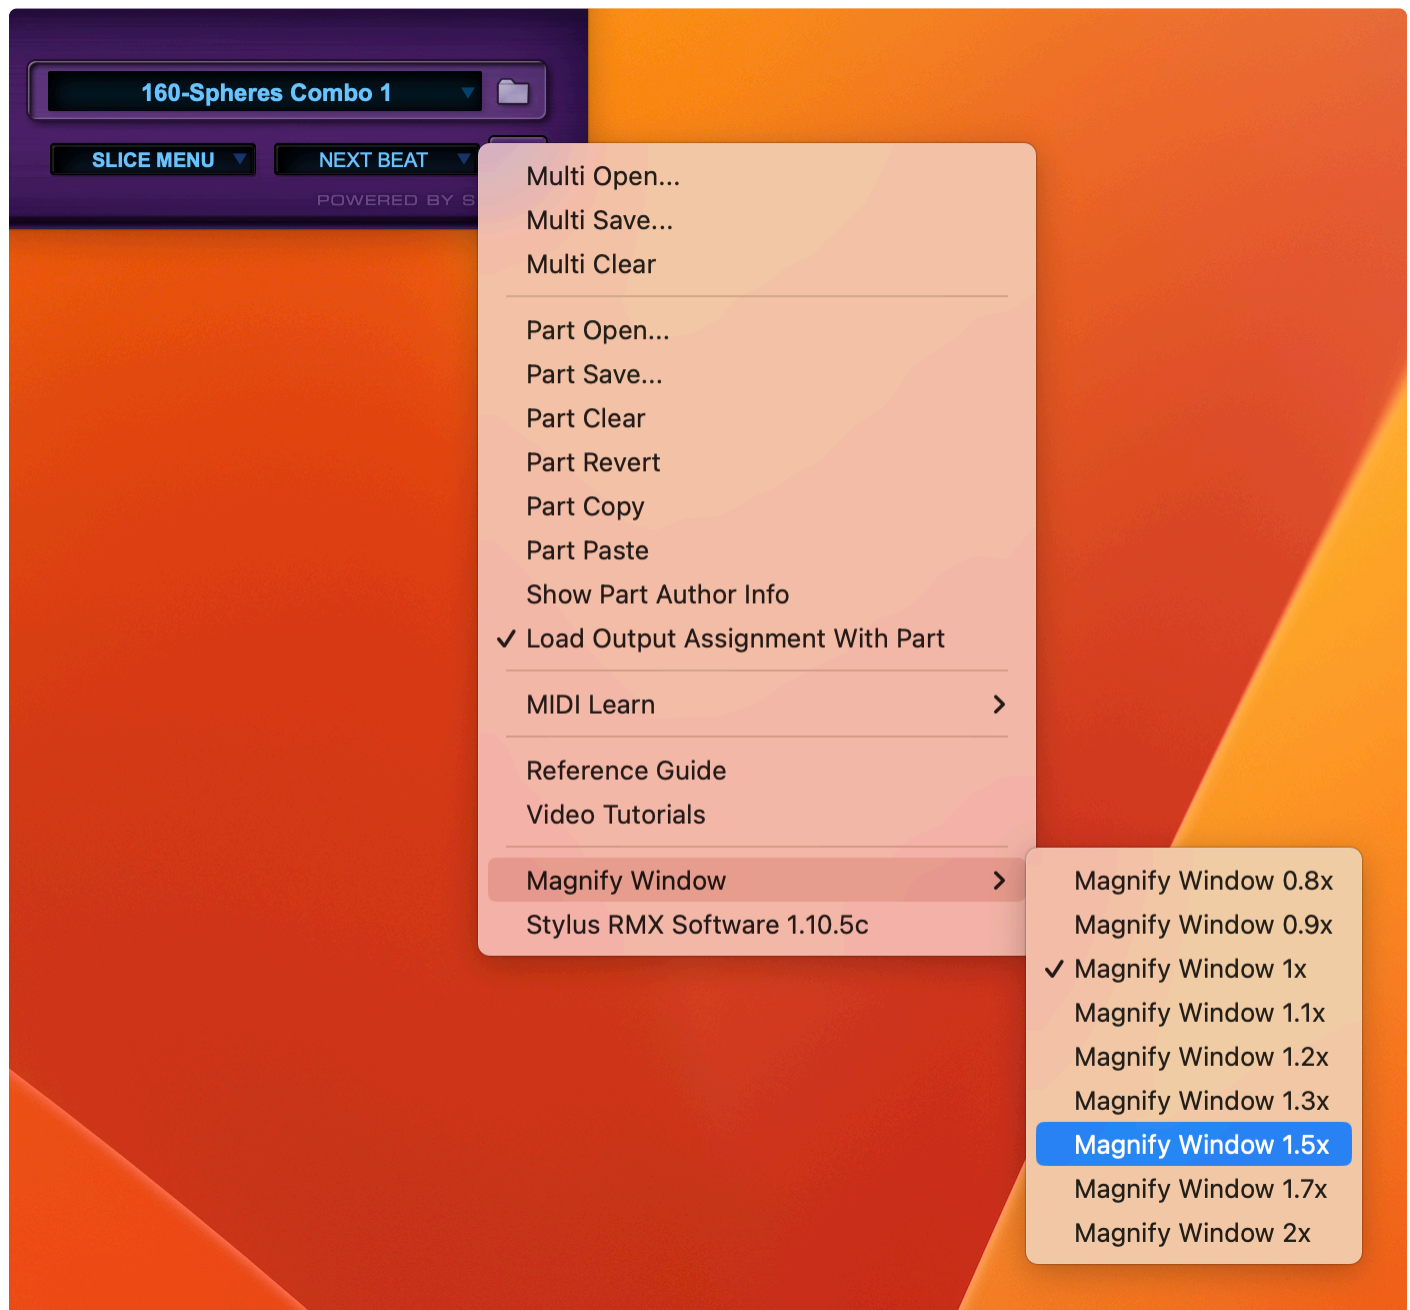 160-Spheres Combo 1
SLICE MENU
NEXT BEAT
POWERED BY S
Multi Open...
Multi Save...
Multi Clear
Part Open...
Part Save...
Part Clear
Part Revert
Part Copy
Part Paste
Show Part Author Info
✓ Load Output Assignment With Part
MIDI Learn
Reference Guide
Video Tutorials
Magnify Window
Stylus RMX Software 1.10.5c
Magnify Window 0.8x
Magnify Window 0.9x
✓ Magnify Window 1x
Magnify Window 1.1x
Magnify Window 1.2x
Magnify Window 1.3x
Magnify Window 1.5x
Magnify Window 1.7x
Magnify Window 2x